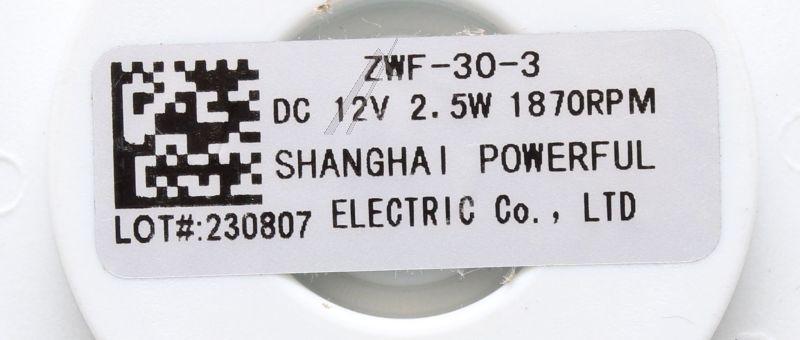 ZWF-30-3
DC 12V 2.5W 1870RPM
SHANGHAI POWERFUL
ELECTRIC Co., LTD
LOT#:230807